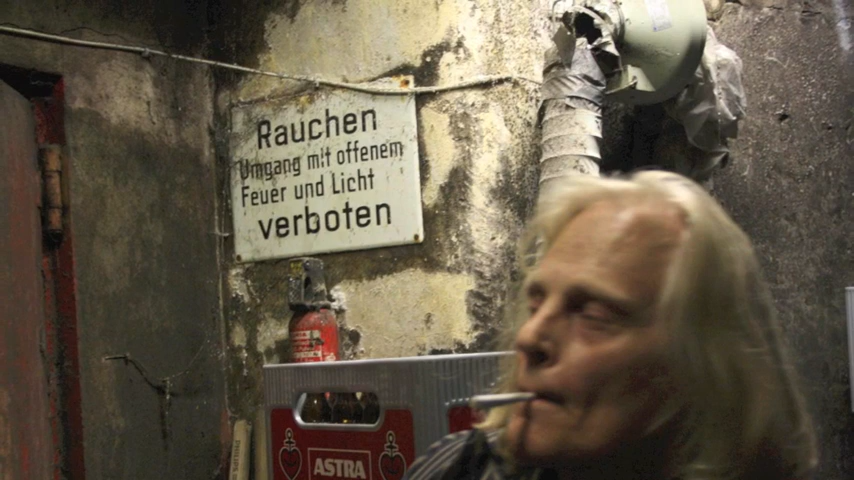 Rauchen
Umgang mit offenem
Feuer und Licht
verboten
ASTRA